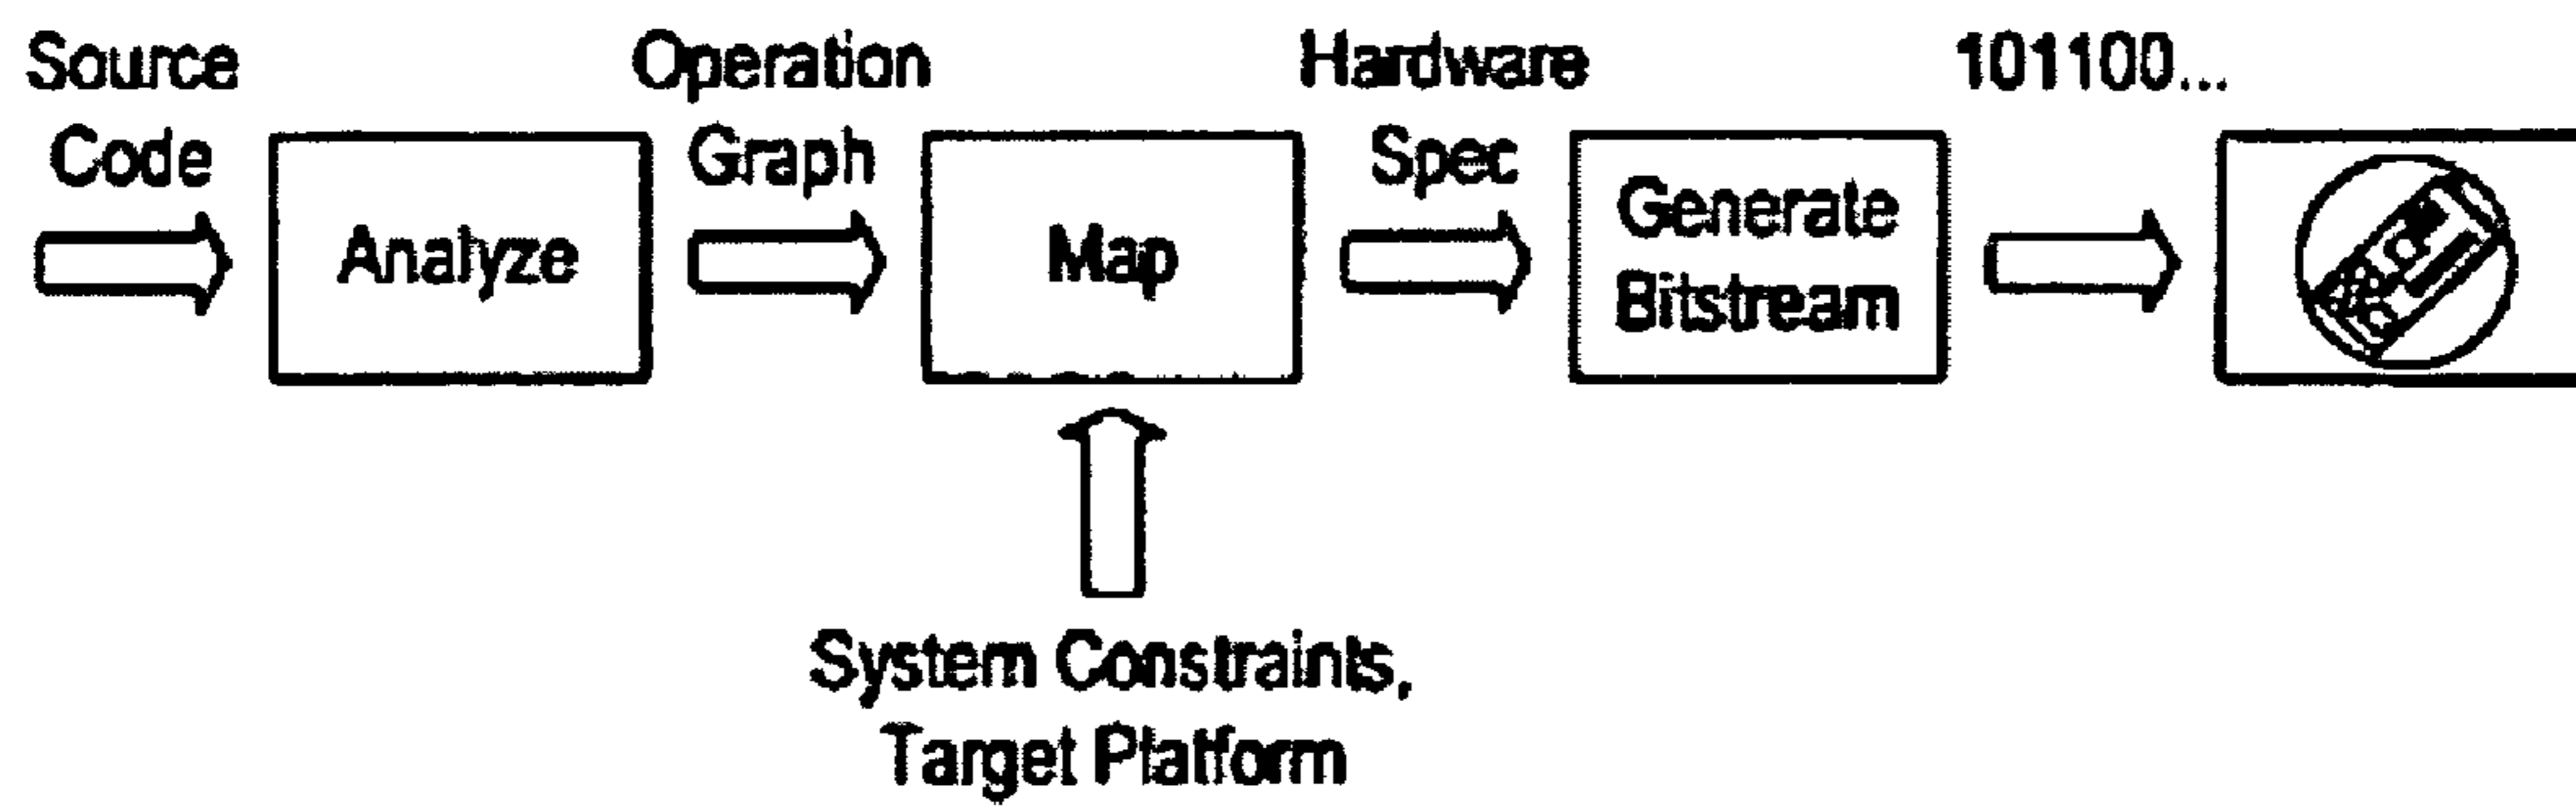 Source
Code
Analyze
Operation
Graph
Map
Hardware
Spec
Generate
Bitstream
101100...
System Constraints,
Target Platform